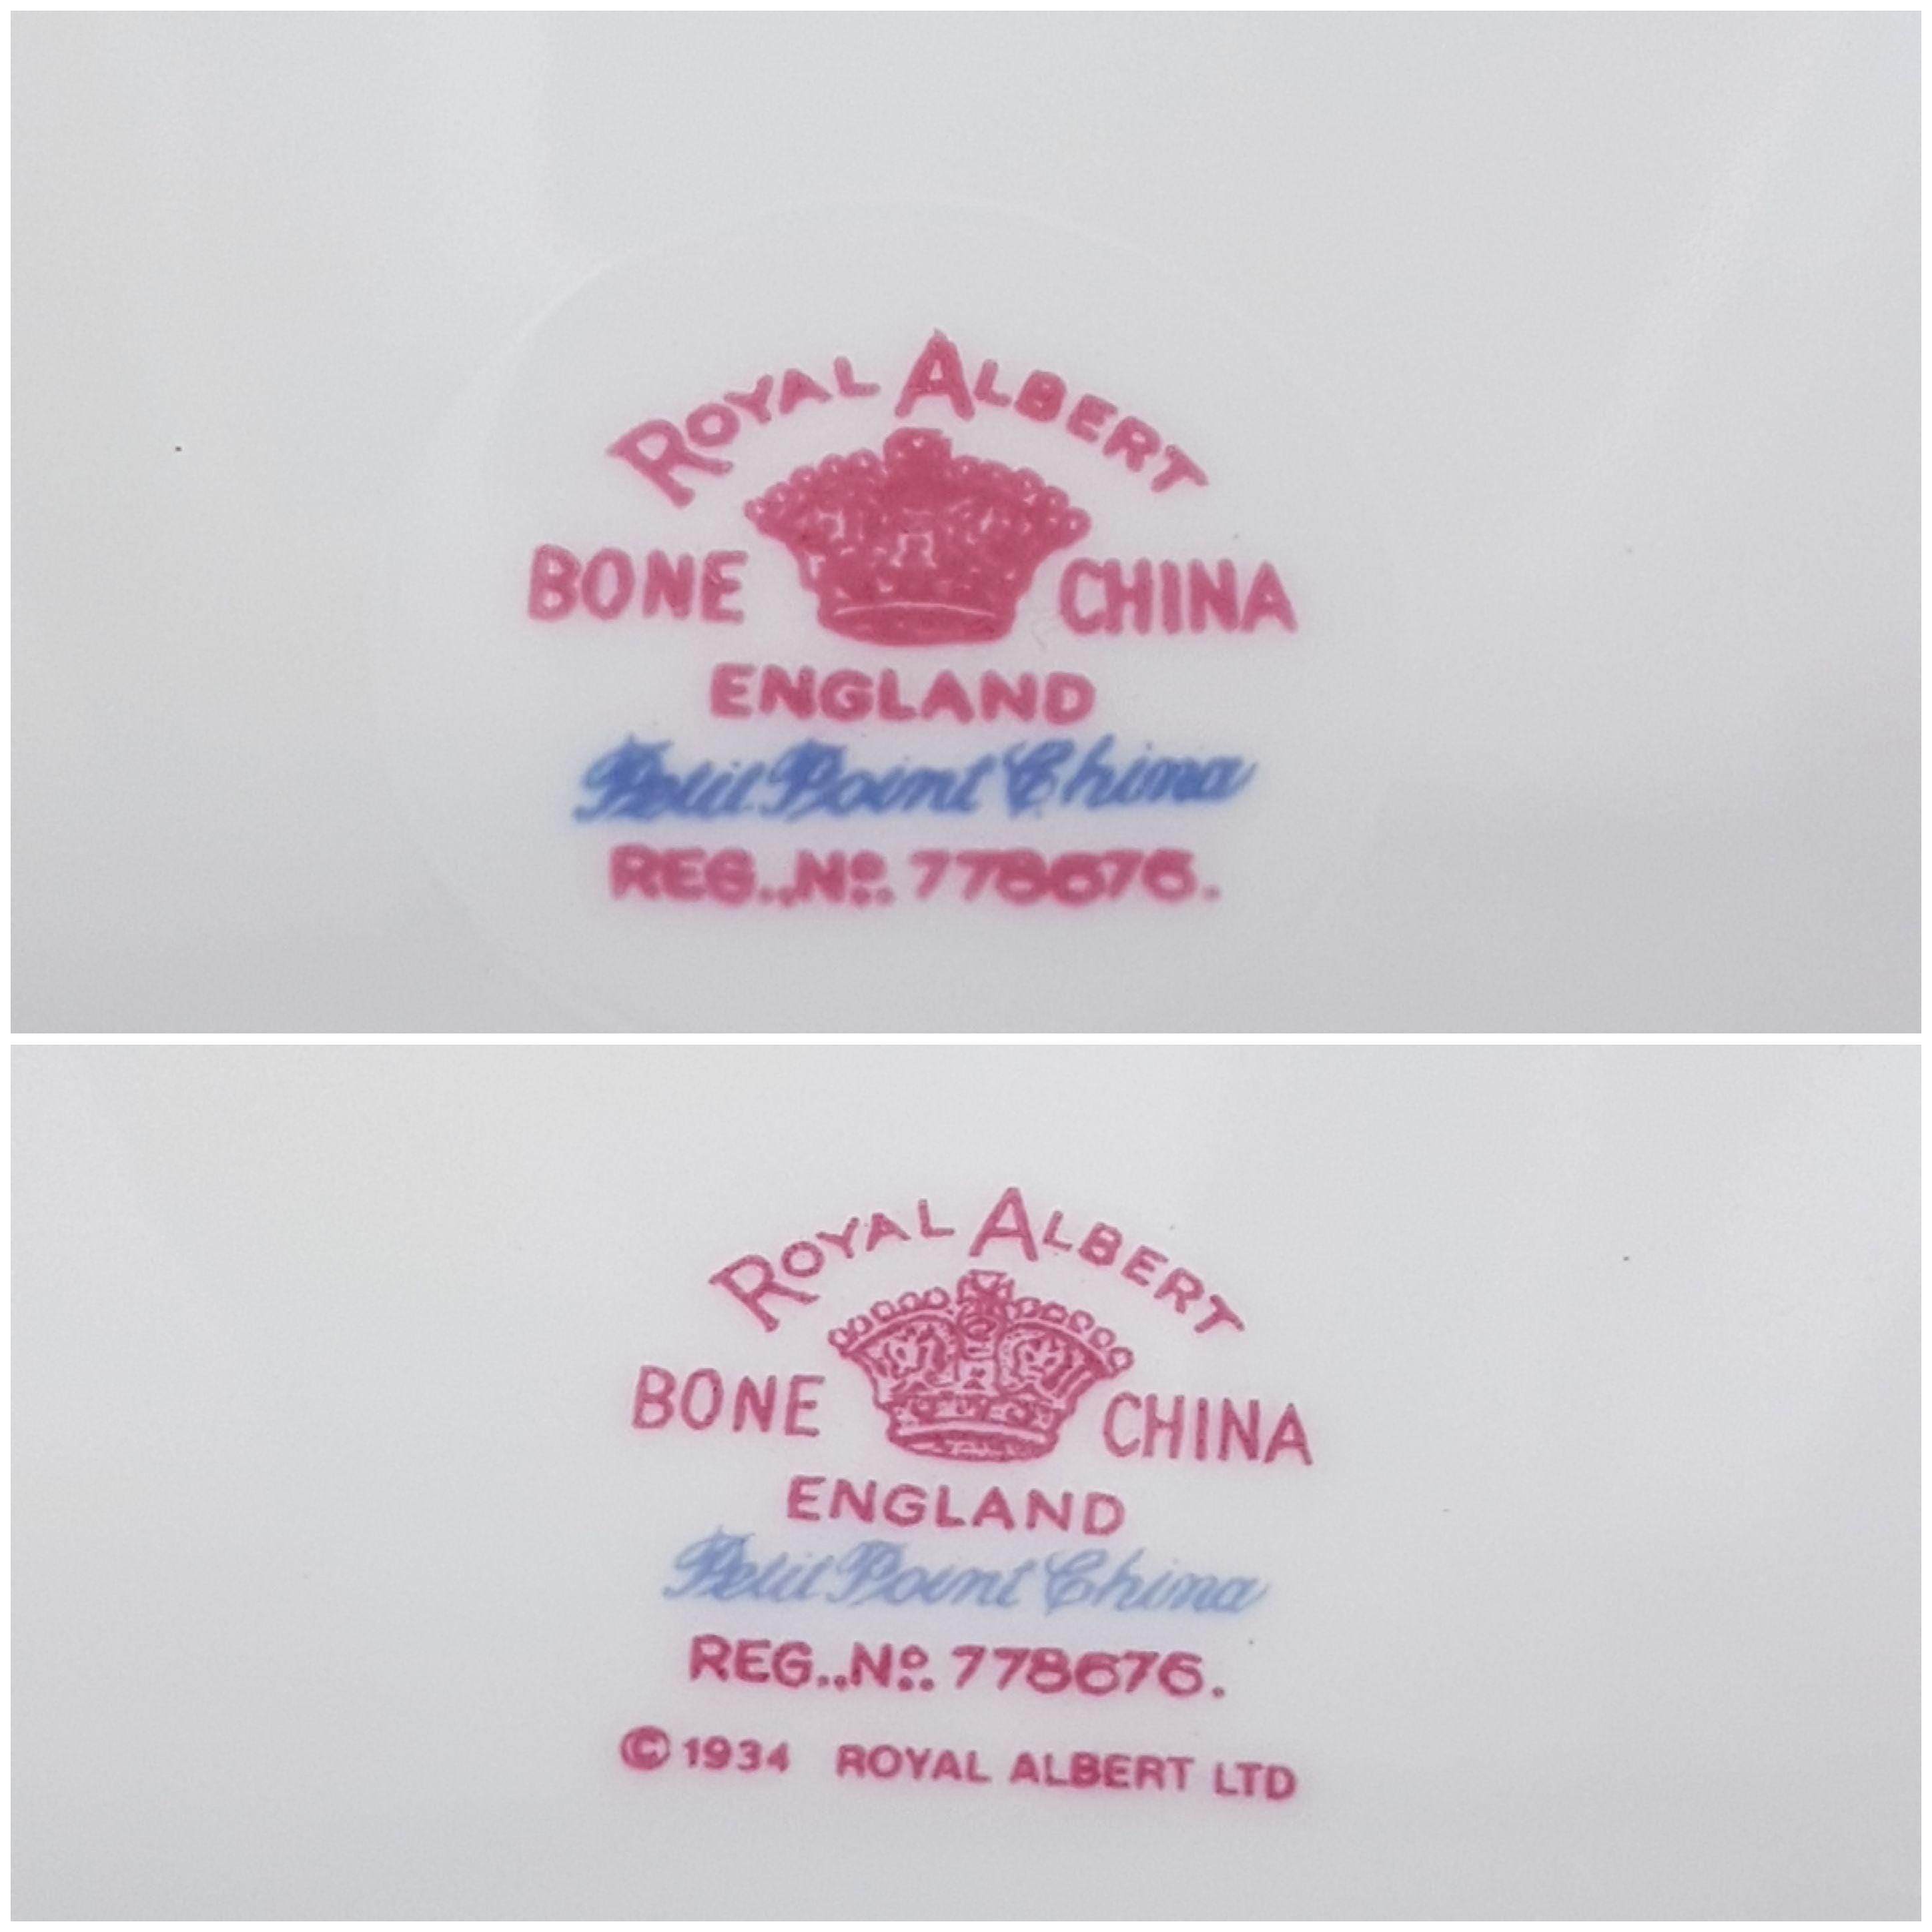 ROYAL ALBERT
BONE CHINA
ENGLAND
Petit Point China
REG..No. 778676.
ROYAL ALBERT
BONE CHINA
ENGLAND
Petit Point China
REG..No. 778676.
©1934 ROYAL ALBERT LTD